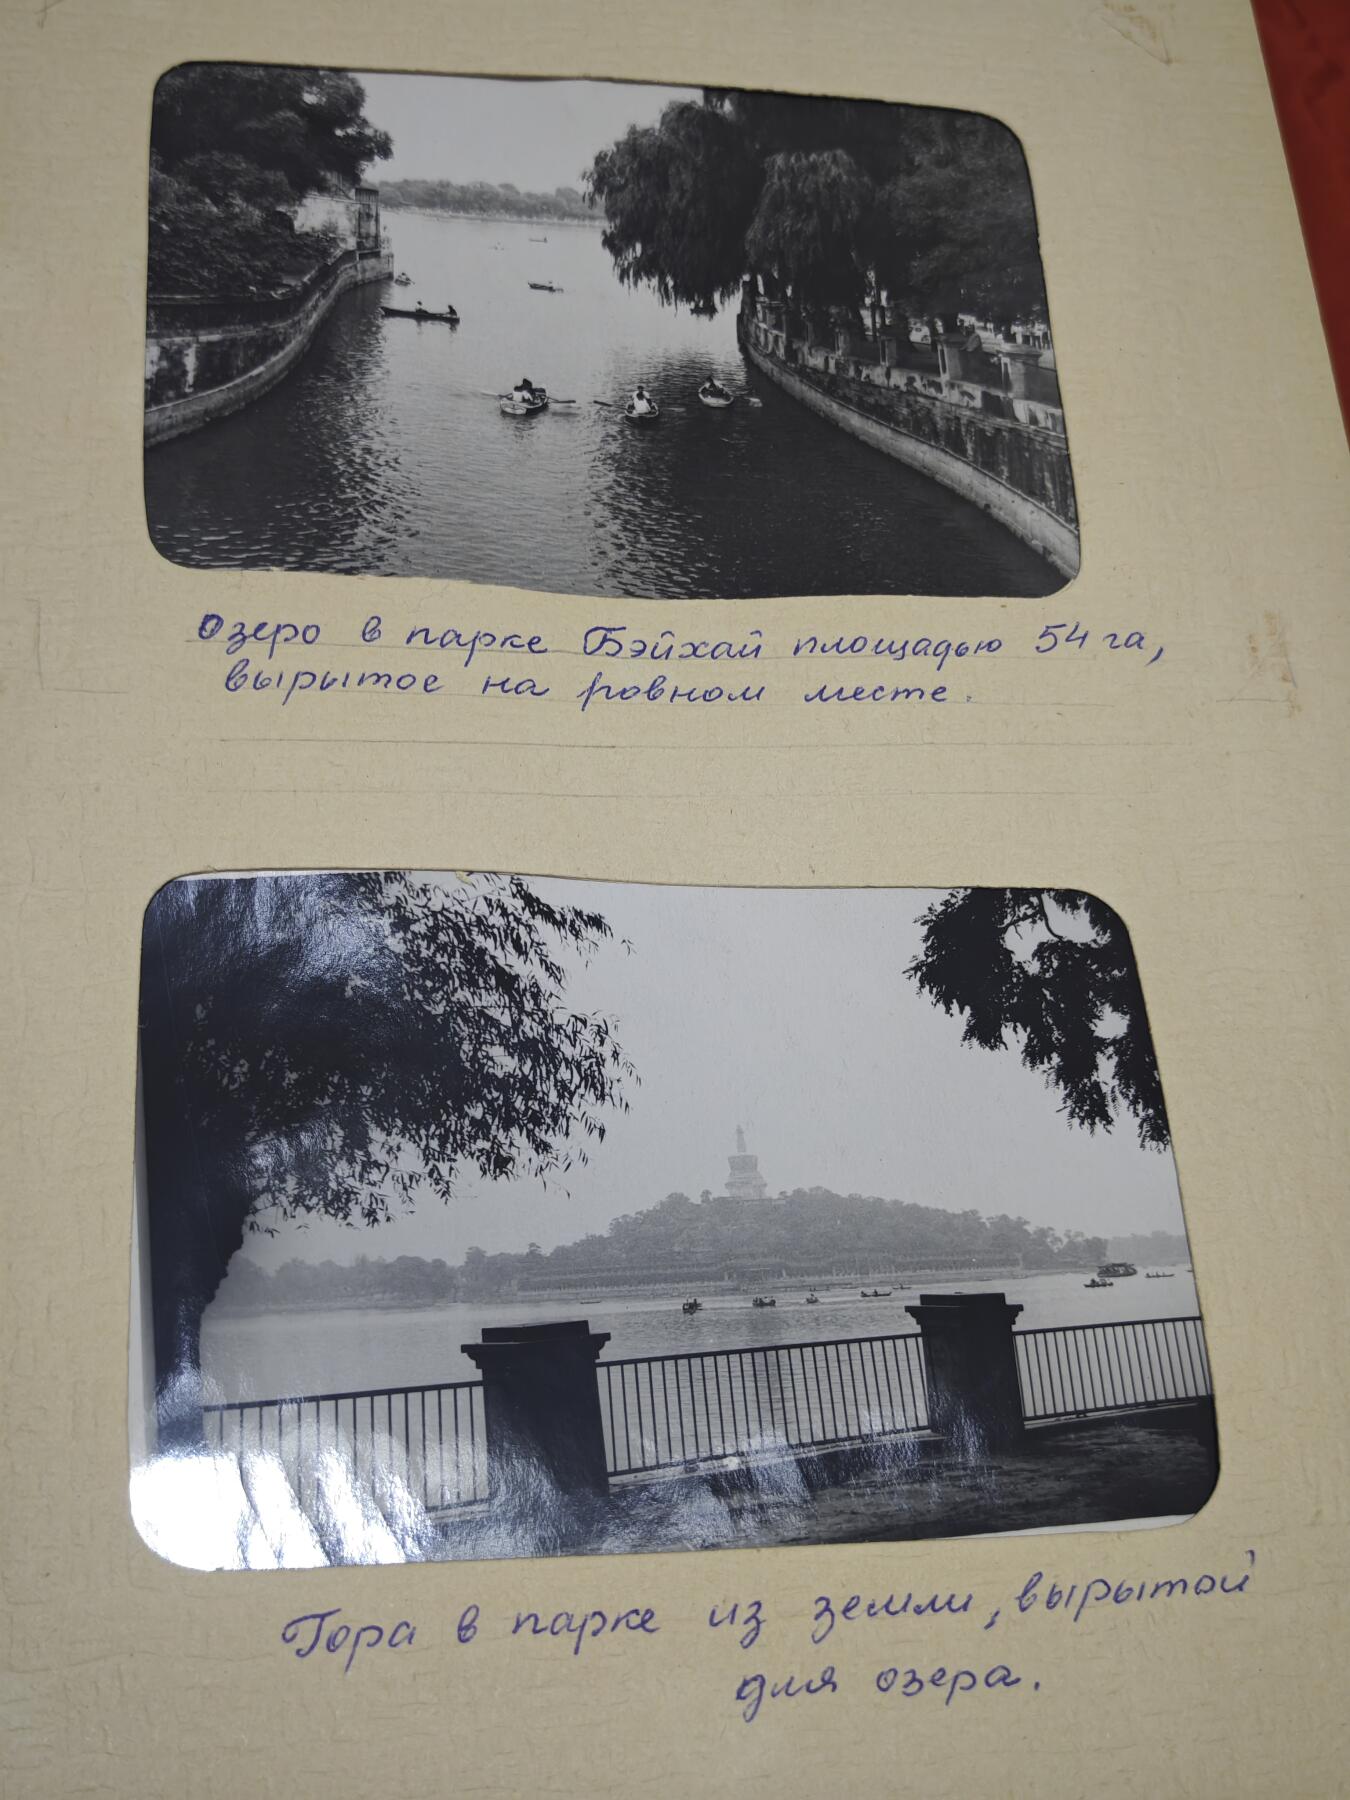 Озеро в парке Бэйхай площадью 54 га,
вырытое на ровном месте.
Гора в парке из земли, вырытой
для озера.